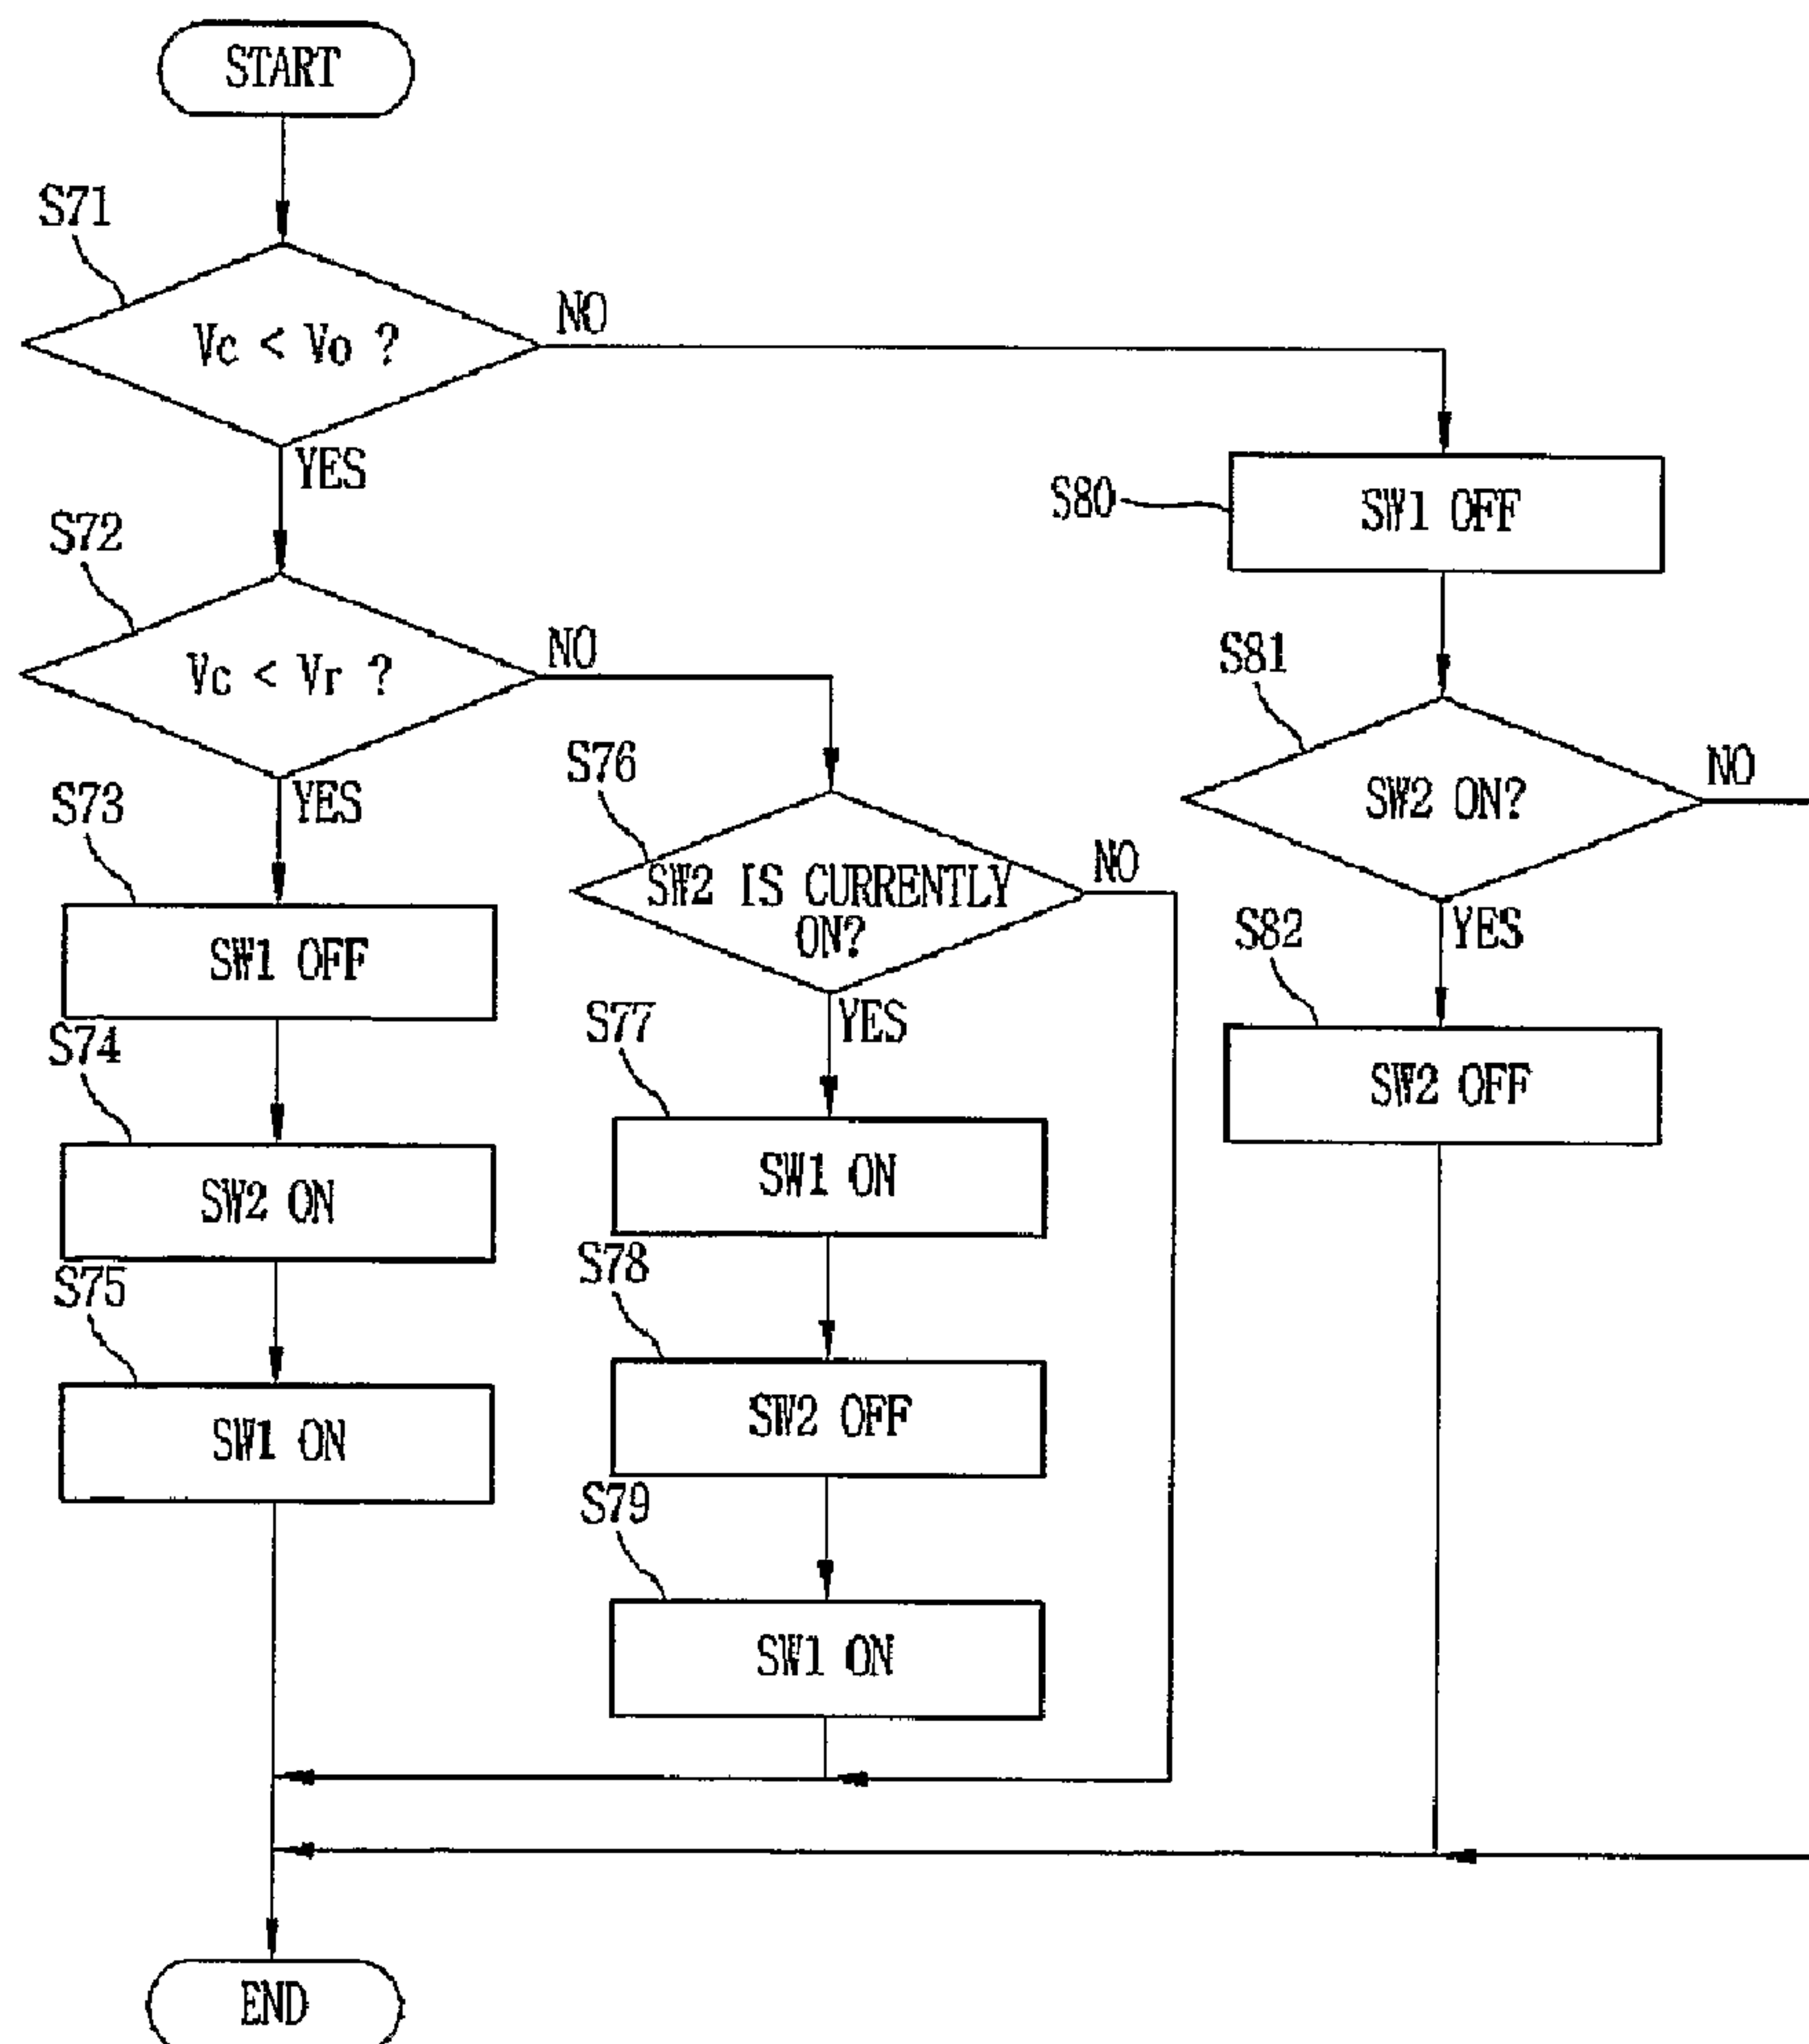 START
S71
Vc < Vo ?
NO
YES
S72
Vc < Vr ?
NO
YES
S73
SW1 OFF
S74
SW2 ON
S75
SW1 ON
S76
SW2 IS CURRENTLY
ON?
NO
YES
S77
SW1 ON
S78
SW2 OFF
S79
SW1 ON
S80
SW1 OFF
S81
SW2 ON?
NO
YES
S82
SW2 OFF
END